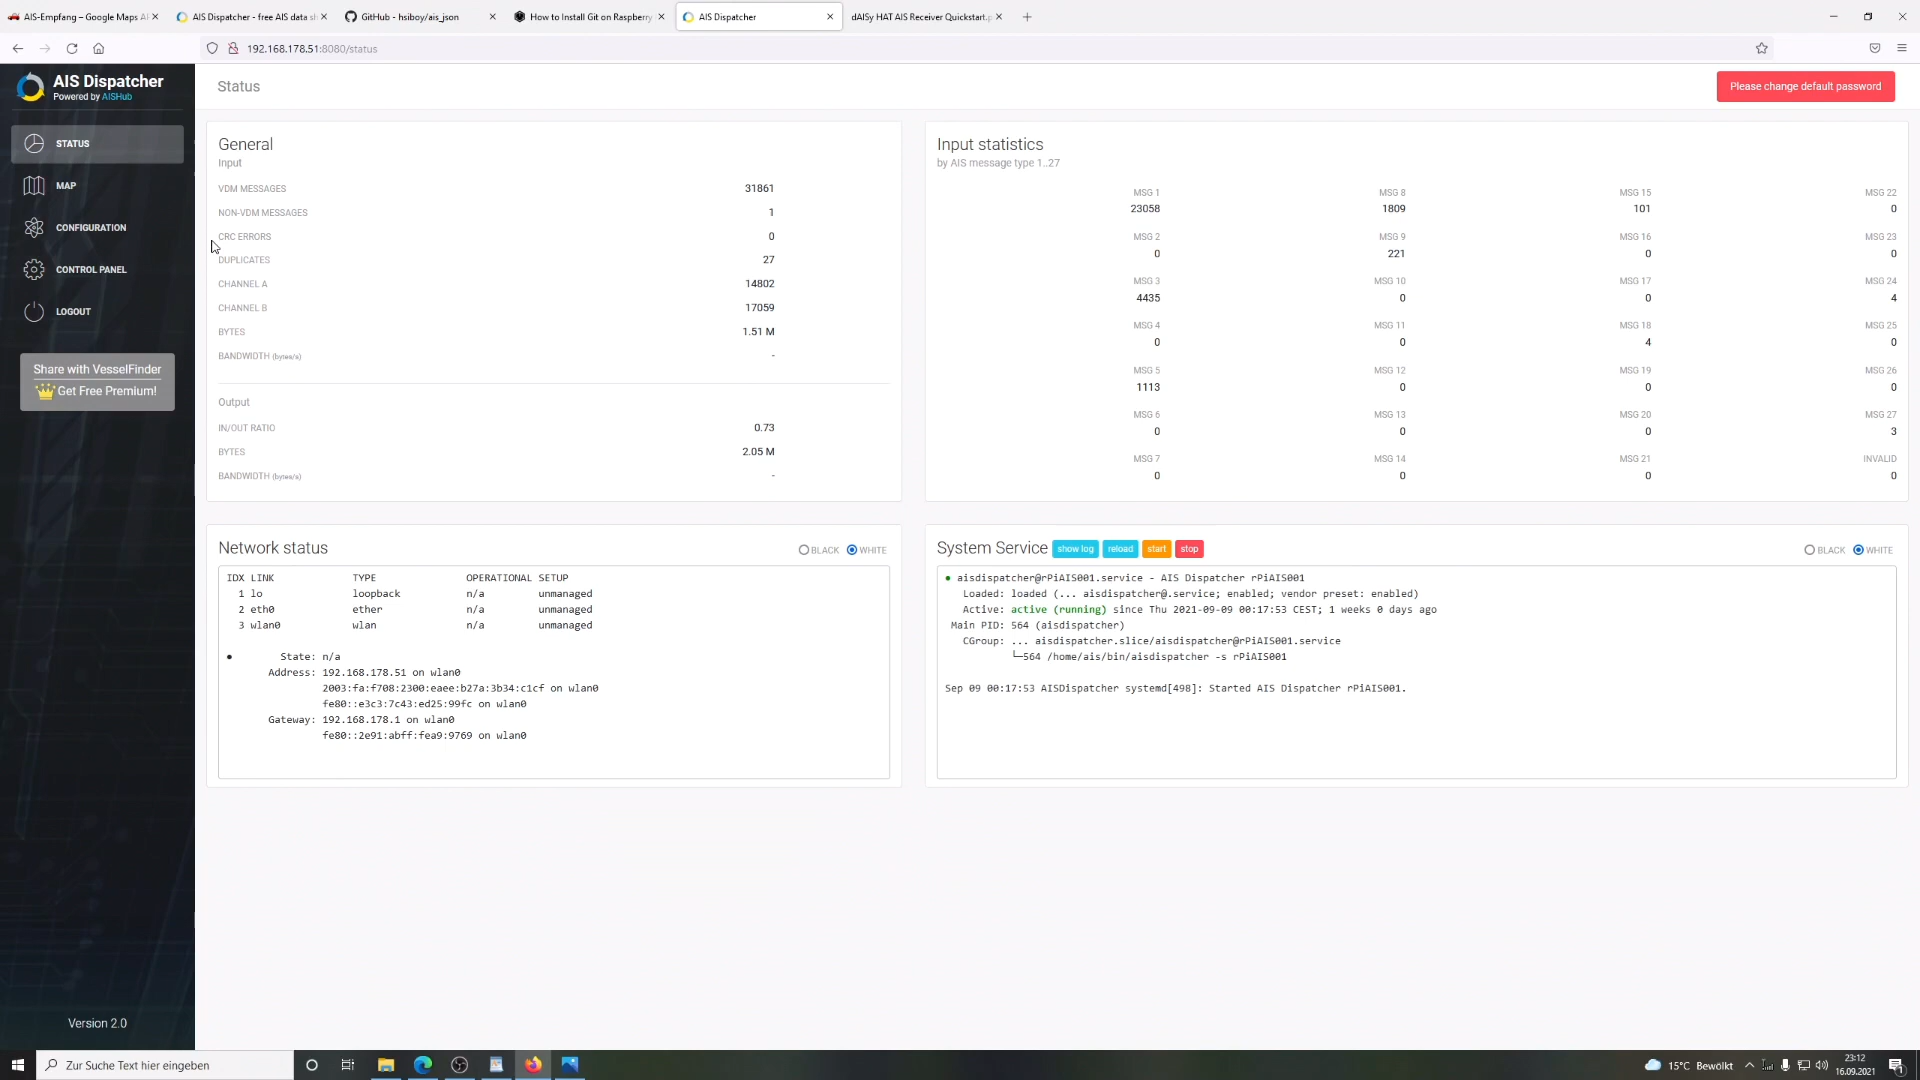 AIS-Empfang – Google Maps AI
AIS Dispatcher - free AIS data sh
GitHub - hsiboy/ais_json
How to Install Git on Raspberry
AIS Dispatcher
dAISy HAT AIS Receiver Quickstart.p
192.168.178.51:8080/status
AIS Dispatcher
Powered by AISHub
Status
Please change default password
STATUS
MAP
CONFIGURATION
CONTROL PANEL
LOGOUT
Share with VesselFinder
Get Free Premium!
Version 2.0
General
Input
VDM MESSAGES 31861
NON-VDM MESSAGES 1
CRC ERRORS 0
DUPLICATES 27
CHANNEL A 14802
CHANNEL B 17059
BYTES 1.51 M
BANDWIDTH (bytes/s) -
Output
IN/OUT RATIO 0.73
BYTES 2.05 M
BANDWIDTH (bytes/s) -
Input statistics
by AIS message type 1..27
MSG 1 MSG 8 MSG 15 MSG 22
23058 1809 101 0
MSG 2 MSG 9 MSG 16 MSG 23
0 221 0 0
MSG 3 MSG 10 MSG 17 MSG 24
4435 0 0 4
MSG 4 MSG 11 MSG 18 MSG 25
0 0 4 0
MSG 5 MSG 12 MSG 19 MSG 26
1113 0 0 0
MSG 6 MSG 13 MSG 20 MSG 27
0 0 0 3
MSG 7 MSG 14 MSG 21 INVALID
0 0 0 0
Network status BLACK WHITE
IDX LINK TYPE OPERATIONAL SETUP
1 lo loopback n/a unmanaged
2 eth0 ether n/a unmanaged
3 wlan0 wlan n/a unmanaged
● State: n/a
Address: 192.168.178.51 on wlan0
2003:fa:f708:2300:eaee:b27a:3b34:c1cf on wlan0
fe80::e3c3:7c43:ed25:99fc on wlan0
Gateway: 192.168.178.1 on wlan0
fe80::2e91:abff:fea9:9769 on wlan0
System Service show log reload start stop BLACK WHITE
● aisdispatcher@rPiAIS001.service - AIS Dispatcher rPiAIS001
Loaded: loaded (... aisdispatcher@.service; enabled; vendor preset: enabled)
Active: active (running) since Thu 2021-09-09 00:17:53 CEST; 1 weeks 0 days ago
Main PID: 564 (aisdispatcher)
CGroup: ... aisdispatcher.slice/aisdispatcher@rPiAIS001.service
└─564 /home/ais/bin/aisdispatcher -s rPiAIS001
Sep 09 00:17:53 AISDispatcher systemd[498]: Started AIS Dispatcher rPiAIS001.
Zur Suche Text hier eingeben
15°C Bewölkt
23:12
16.09.2021